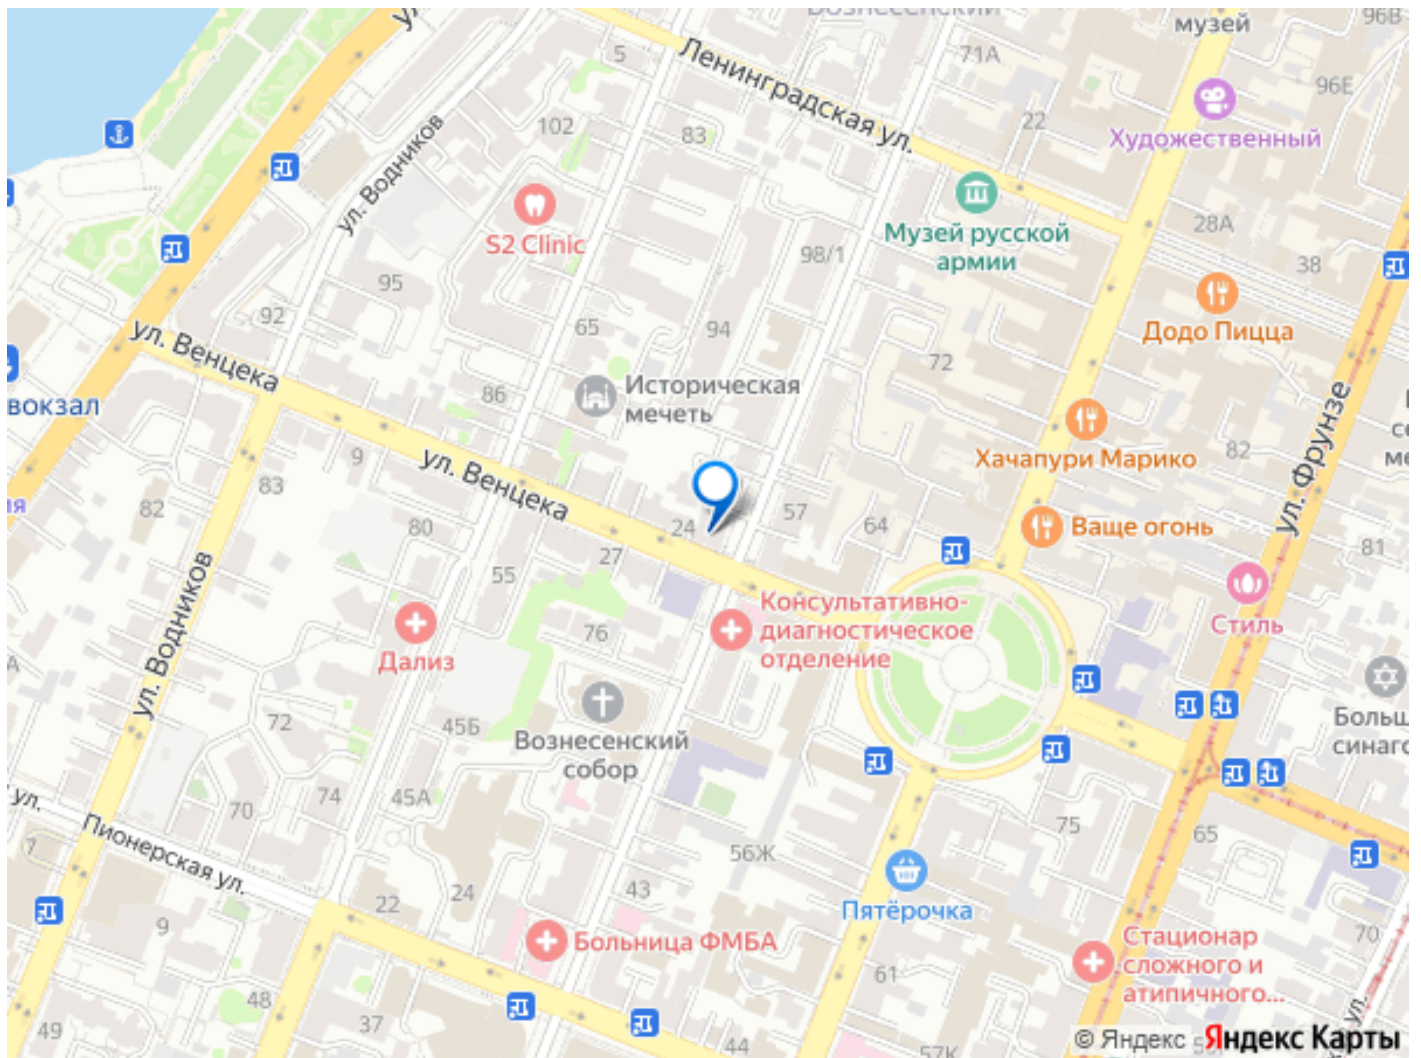 музей
96В
71А
5
Ленинградская ул.
96Е
102
83
22
Художественный
ул. Водников
S2 Clinic
Музей русской
армии
28А
98/1
38
95
92
65
94
Додо Пицца
ул. Венцека
72
86
Историческая
мечеть
вокзал
Хачапури Марико
82
ул. Фрунзе
9
ул. Венцека
83
82
80
24
57
64
Ваще огонь
81
27
55
ул. Водников
76
Консультативно-
диагностическое
отделение
Стиль
Дализ
72
45Б
Вознесенский
собор
74
45А
70
ул.
Пионерская ул.
7
56Ж
75
65
24
22
43
Пятёрочка
9
Больница ФМБА
Стационар
сложного и
атипичного...
70
61
48
49
37
44
57К
ул.
© Яндекс Яндекс Карты